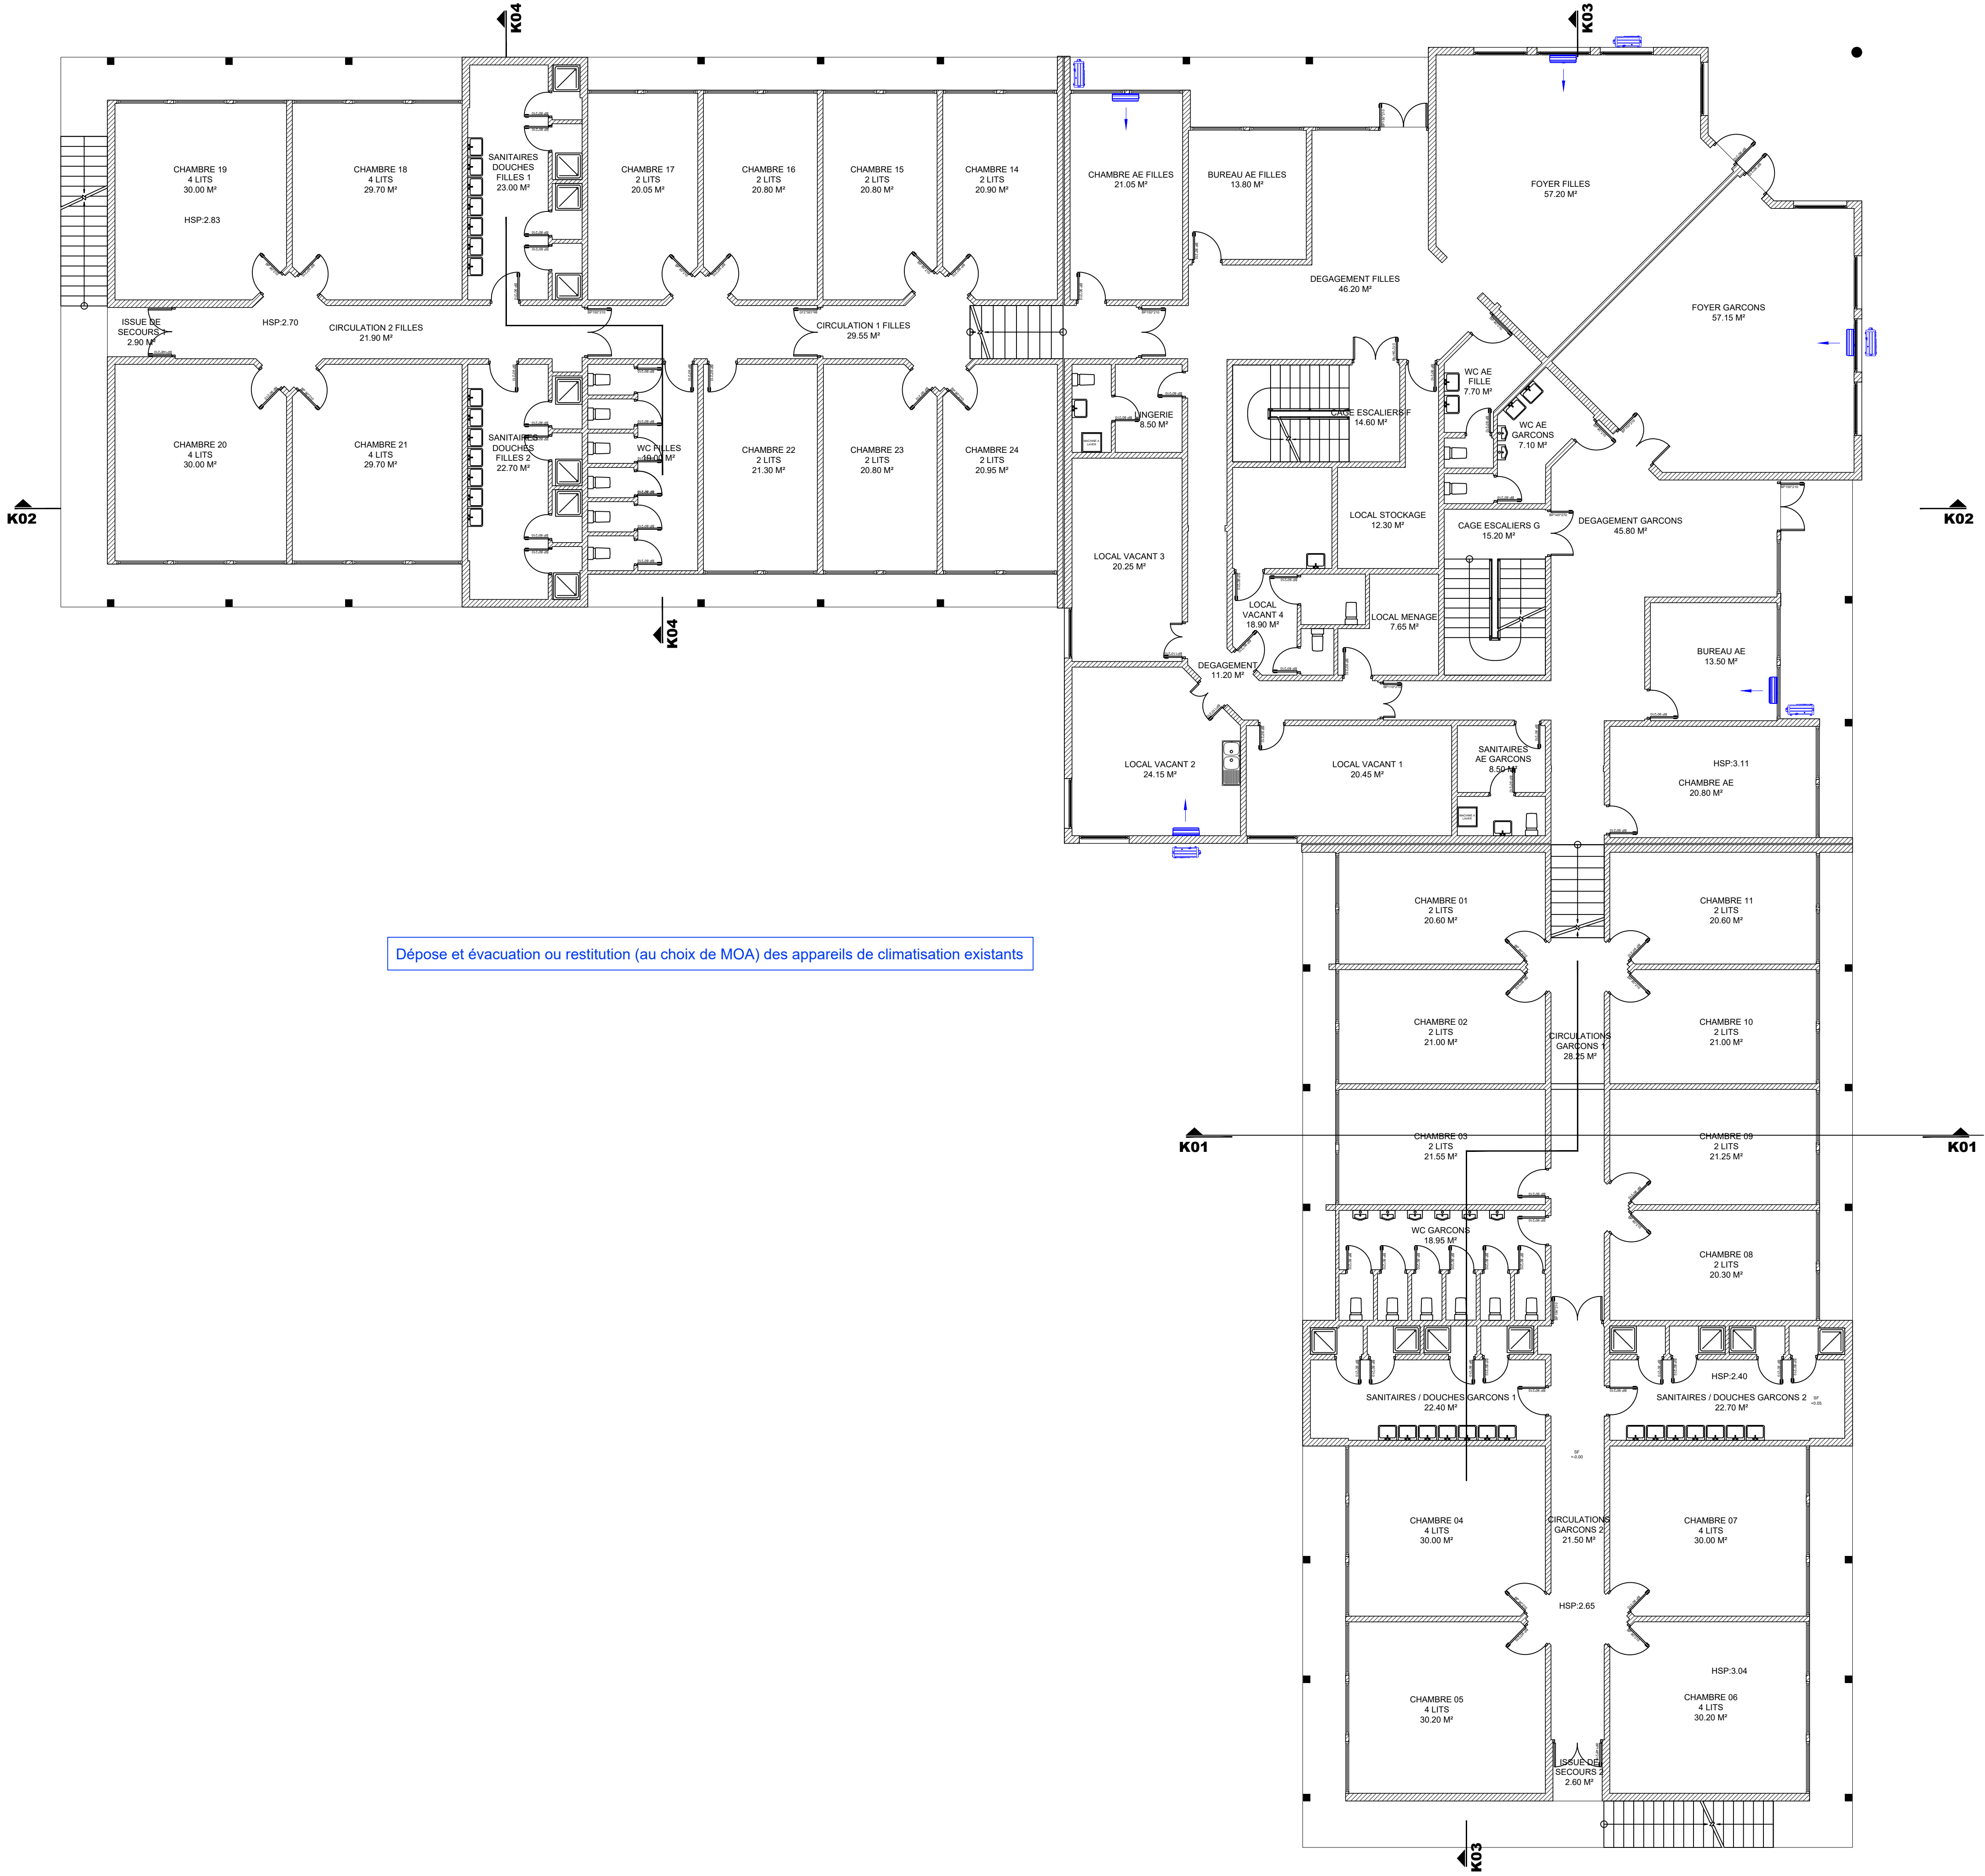 K04
K03
CHAMBRE 19
4 LITS
30.00 M²
HSP:2.83
CHAMBRE 18
4 LITS
29.70 M²
SANITAIRES
DOUCHES
FILLES 1
23.00 M²
CHAMBRE 17
2 LITS
20.05 M²
CHAMBRE 16
2 LITS
20.80 M²
CHAMBRE 15
2 LITS
20.80 M²
CHAMBRE 14
2 LITS
20.90 M²
CHAMBRE AE FILLES
21.05 M²
BUREAU AE FILLES
13.80 M²
FOYER FILLES
57.20 M²
DEGAGEMENT FILLES
46.20 M²
FOYER GARCONS
57.15 M²
ISSUE DE
SECOURS 1
2.90 M²
HSP:2.70
CIRCULATION 2 FILLES
21.90 M²
CIRCULATION 1 FILLES
29.55 M²
WC AE
FILLE
7.70 M²
WC AE
GARCONS
7.10 M²
LINGERIE
8.50 M²
CAGE ESCALIERS F
14.60 M²
CHAMBRE 20
4 LITS
30.00 M²
CHAMBRE 21
4 LITS
29.70 M²
SANITAIRES
DOUCHES
FILLES 2
22.70 M²
WC FILLES
19.00 M²
CHAMBRE 22
2 LITS
21.30 M²
CHAMBRE 23
2 LITS
20.80 M²
CHAMBRE 24
2 LITS
20.95 M²
K02
K02
LOCAL STOCKAGE
12.30 M²
CAGE ESCALIERS G
15.20 M²
DEGAGEMENT GARCONS
45.80 M²
LOCAL VACANT 3
20.25 M²
LOCAL
VACANT 4
18.90 M²
LOCAL MENAGE
7.65 M²
K04
DEGAGEMENT
11.20 M²
BUREAU AE
13.50 M²
LOCAL VACANT 2
24.15 M²
LOCAL VACANT 1
20.45 M²
SANITAIRES
AE GARCONS
8.50 M²
HSP:3.11
CHAMBRE AE
20.80 M²
CHAMBRE 01
2 LITS
20.60 M²
CHAMBRE 11
2 LITS
20.60 M²
Dépose et évacuation ou restitution (au choix de MOA) des appareils de climatisation existants
CHAMBRE 02
2 LITS
21.00 M²
CIRCULATIONS
GARCONS 1
28.25 M²
CHAMBRE 10
2 LITS
21.00 M²
K01
K01
CHAMBRE 03
2 LITS
21.55 M²
CHAMBRE 09
2 LITS
21.25 M²
WC GARCONS
18.95 M²
CHAMBRE 08
2 LITS
20.30 M²
SANITAIRES / DOUCHES GARCONS 1
22.40 M²
HSP:2.40
SANITAIRES / DOUCHES GARCONS 2
22.70 M²
SF
+0.00
SF
+-0.00
CHAMBRE 04
4 LITS
30.00 M²
CIRCULATIONS
GARCONS 2
21.50 M²
CHAMBRE 07
4 LITS
30.00 M²
HSP:2.65
HSP:3.04
CHAMBRE 05
4 LITS
30.20 M²
CHAMBRE 06
4 LITS
30.20 M²
ISSUE DE
SECOURS 2
2.60 M²
K03